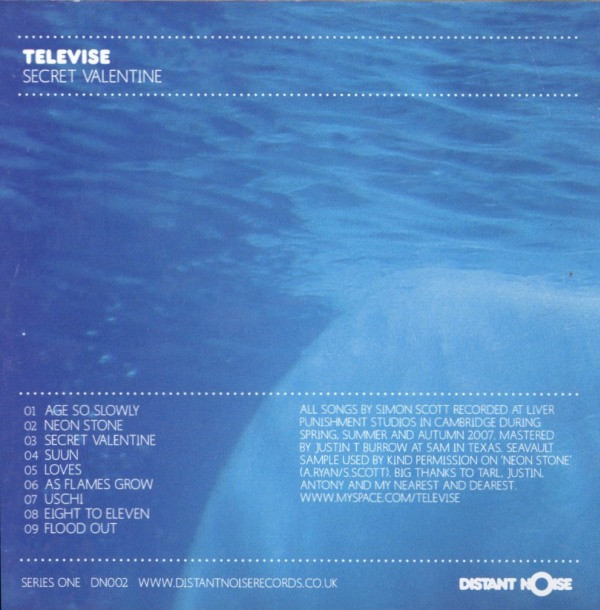 TELEVISE
SECRET VALENTINE
01 AGE SO SLOWLY
02 NEON STONE
03 SECRET VALENTINE
04 SUUN
05 LOVES
06 AS FLAMES GROW
07 USCHI
08 EIGHT TO ELEVEN
09 FLOOD OUT
ALL SONGS BY SIMON SCOTT RECORDED AT LIVER
PUNISHMENT STUDIOS IN CAMBRIDGE DURING
SPRING, SUMMER AND AUTUMN 2007. MASTERED
BY JUSTIN T BURROW AT 5AM IN TEXAS. SEAVAULT
SAMPLE USED BY KIND PERMISSION ON 'NEON STONE'
(A.RYAN/S.SCOTT). BIG THANKS TO TARL, JUSTIN,
ANTONY AND MY NEAREST AND DEAREST.
WWW.MYSPACE.COM/TELEVISE
SERIES ONE DN002 WWW.DISTANTNOISERECORDS.CO.UK
DISTANT NOISE